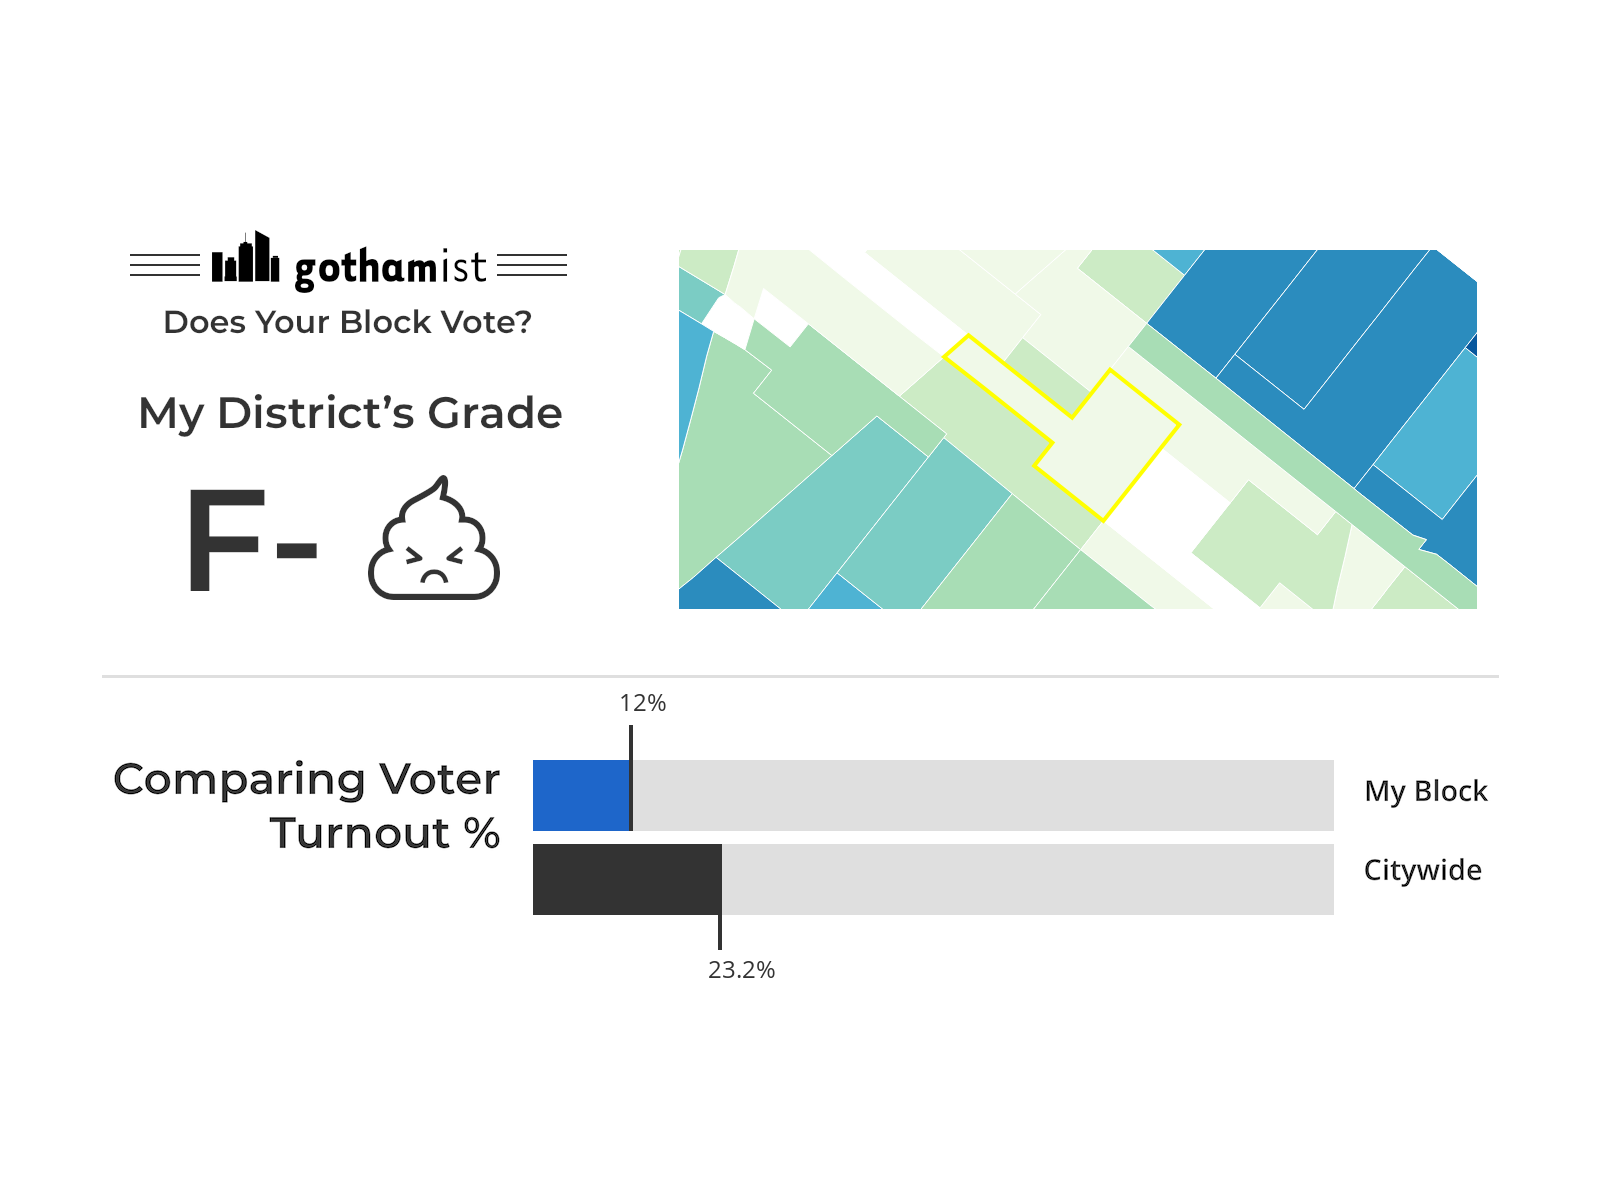 gothamist
Does Your Block Vote?
My District’s Grade
F-
12%
Comparing Voter
Turnout %
My Block
Citywide
23.2%